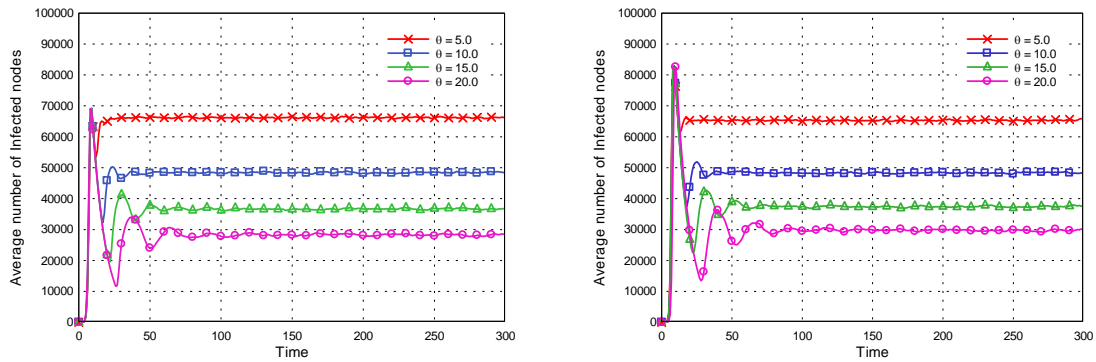 100000
90000
80000
70000
60000
50000
40000
30000
20000
10000
0
Average number of Infected nodes
θ = 5.0
θ = 10.0
θ = 15.0
θ = 20.0
0 50 100 150 200 250 300
Time
100000
90000
80000
70000
60000
50000
40000
30000
20000
10000
0
Average number of Infected nodes
θ = 5.0
θ = 10.0
θ = 15.0
θ = 20.0
0 50 100 150 200 250 300
Time